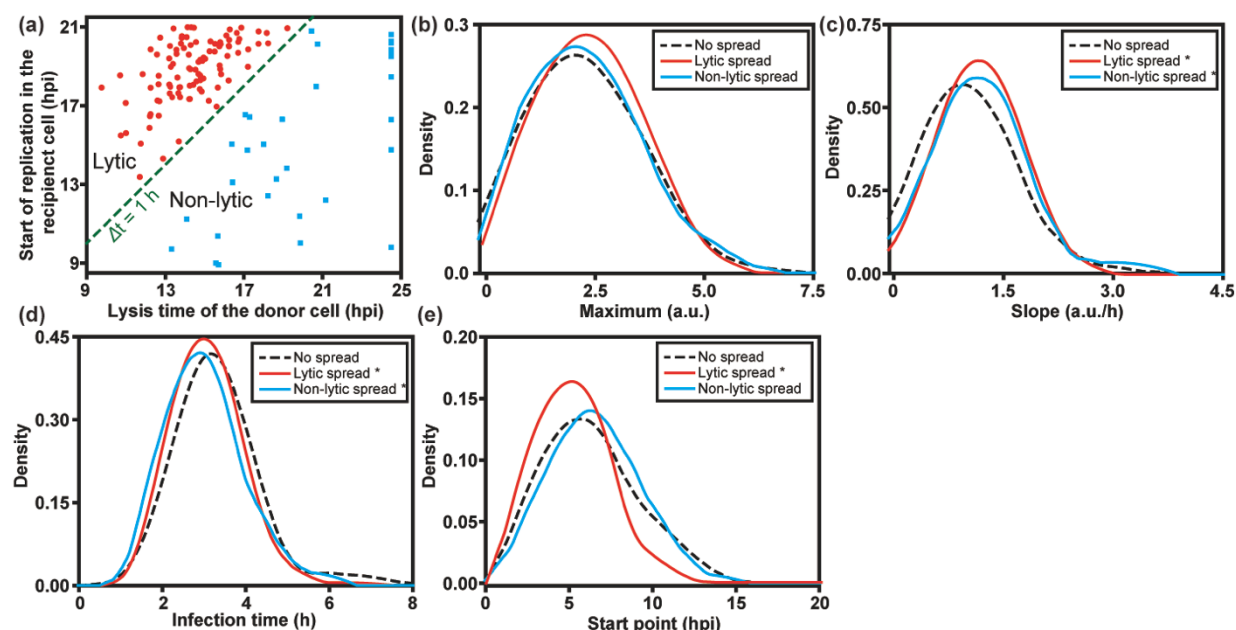 (a)
21
17
13
9
9
13
17
21
25
Start of replication in the
recipienct cell (hpi)
Lytic
Non-lytic
Δt = 1 h
Lysis time of the donor cell (hpi)
(b)
0.3
0.2
0.1
0.0
0
2.5
5.0
7.5
Density
Maximum (a.u.)
No spread
Lytic spread
Non-lytic spread
(c)
0.75
0.50
0.25
0.00
0
1.5
3.0
4.5
Density
Slope (a.u./h)
No spread
Lytic spread *
Non-lytic spread *
(d)
0.45
0.30
0.15
0.00
0
2
4
6
8
Density
Infection time (h)
No spread
Lytic spread *
Non-lytic spread *
(e)
0.20
0.15
0.10
0.05
0.00
0
5
10
15
20
Density
Start point (hpi)
No spread
Lytic spread *
Non-lytic spread